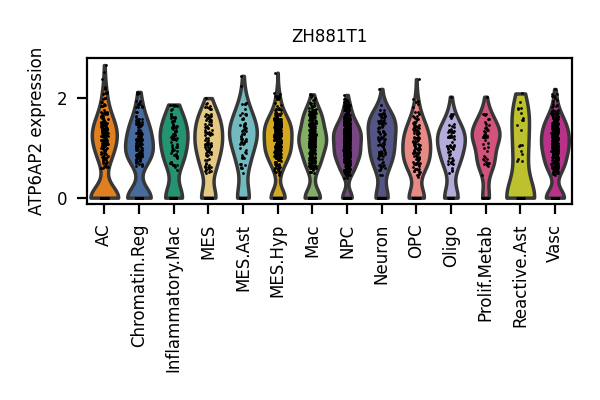 ZH881T1
ATP6AP2 expression
2
0
AC
Chromatin.Reg
Inflammatory.Mac
MES
MES.Ast
MES.Hyp
Mac
NPC
Neuron
OPC
Oligo
Prolif.Metab
Reactive.Ast
Vasc